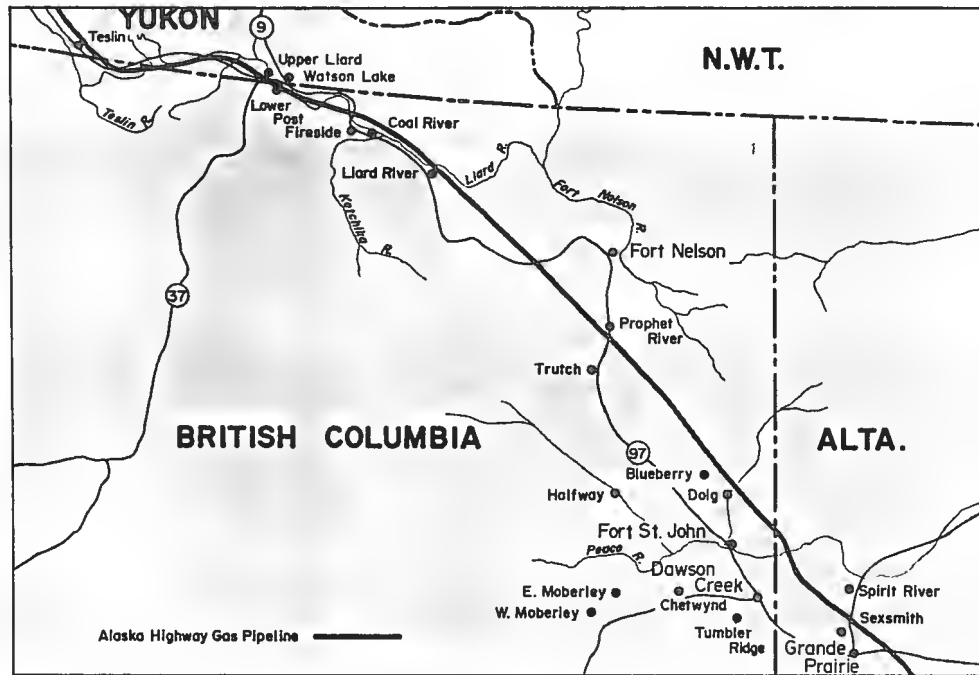 YUKON
Teslin
9
Upper Liard
Watson Lake
N.W.T.
Lower
Post
Fireside
Coal River
Teslin R.
Liard River
Liard R.
Fort Nelson R.
Ketchika R.
Fort Nelson
37
Prophet
River
Trutch
BRITISH COLUMBIA
ALTA.
97
Blueberry
Halfway
Doig
Fort St. John
Peace R.
Dawson
Creek
E. Moberley
Chetwynd
Spirit River
W. Moberley
Sexsmith
Tumbler
Ridge
Grande
Prairie
Alaska Highway Gas Pipeline